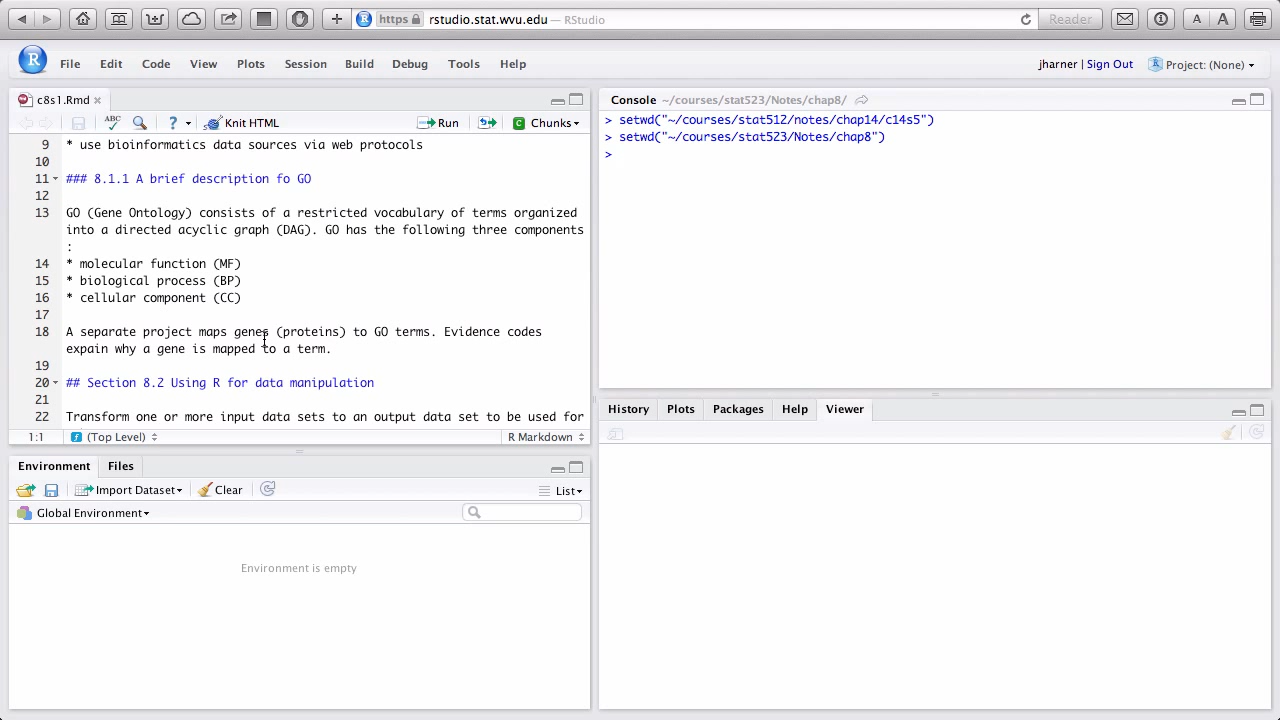 https rstudio.stat.wvu.edu — RStudio
Reader
A A
R File Edit Code View Plots Session Build Debug Tools Help
jharner | Sign Out Project: (None)
c8s1.Rmd
ABC ? Knit HTML Run Chunks
9 * use bioinformatics data sources via web protocols
10
11 ### 8.1.1 A brief description fo GO
12
13 GO (Gene Ontology) consists of a restricted vocabulary of terms organized
into a directed acyclic graph (DAG). GO has the following three components
:
14 * molecular function (MF)
15 * biological process (BP)
16 * cellular component (CC)
17
18 A separate project maps genes (proteins) to GO terms. Evidence codes
expain why a gene is mapped to a term.
19
20 ## Section 8.2 Using R for data manipulation
21
22 Transform one or more input data sets to an output data set to be used for
1:1 (Top Level) R Markdown
Environment Files
Import Dataset Clear List
Global Environment
Environment is empty
Console ~/courses/stat523/Notes/chap8/
> setwd("~/courses/stat512/notes/chap14/c14s5")
> setwd("~/courses/stat523/Notes/chap8")
>
History Plots Packages Help Viewer